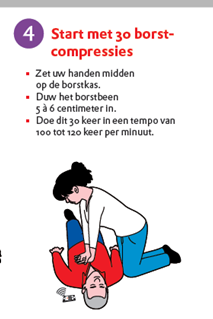 4
Start met 30 borst-
compressies
Zet uw handen midden
op de borstkas.
Duw het borstbeen
5 à 6 centimeter in.
Doe dit 30 keer in een tempo van
100 tot 120 keer per minuut.